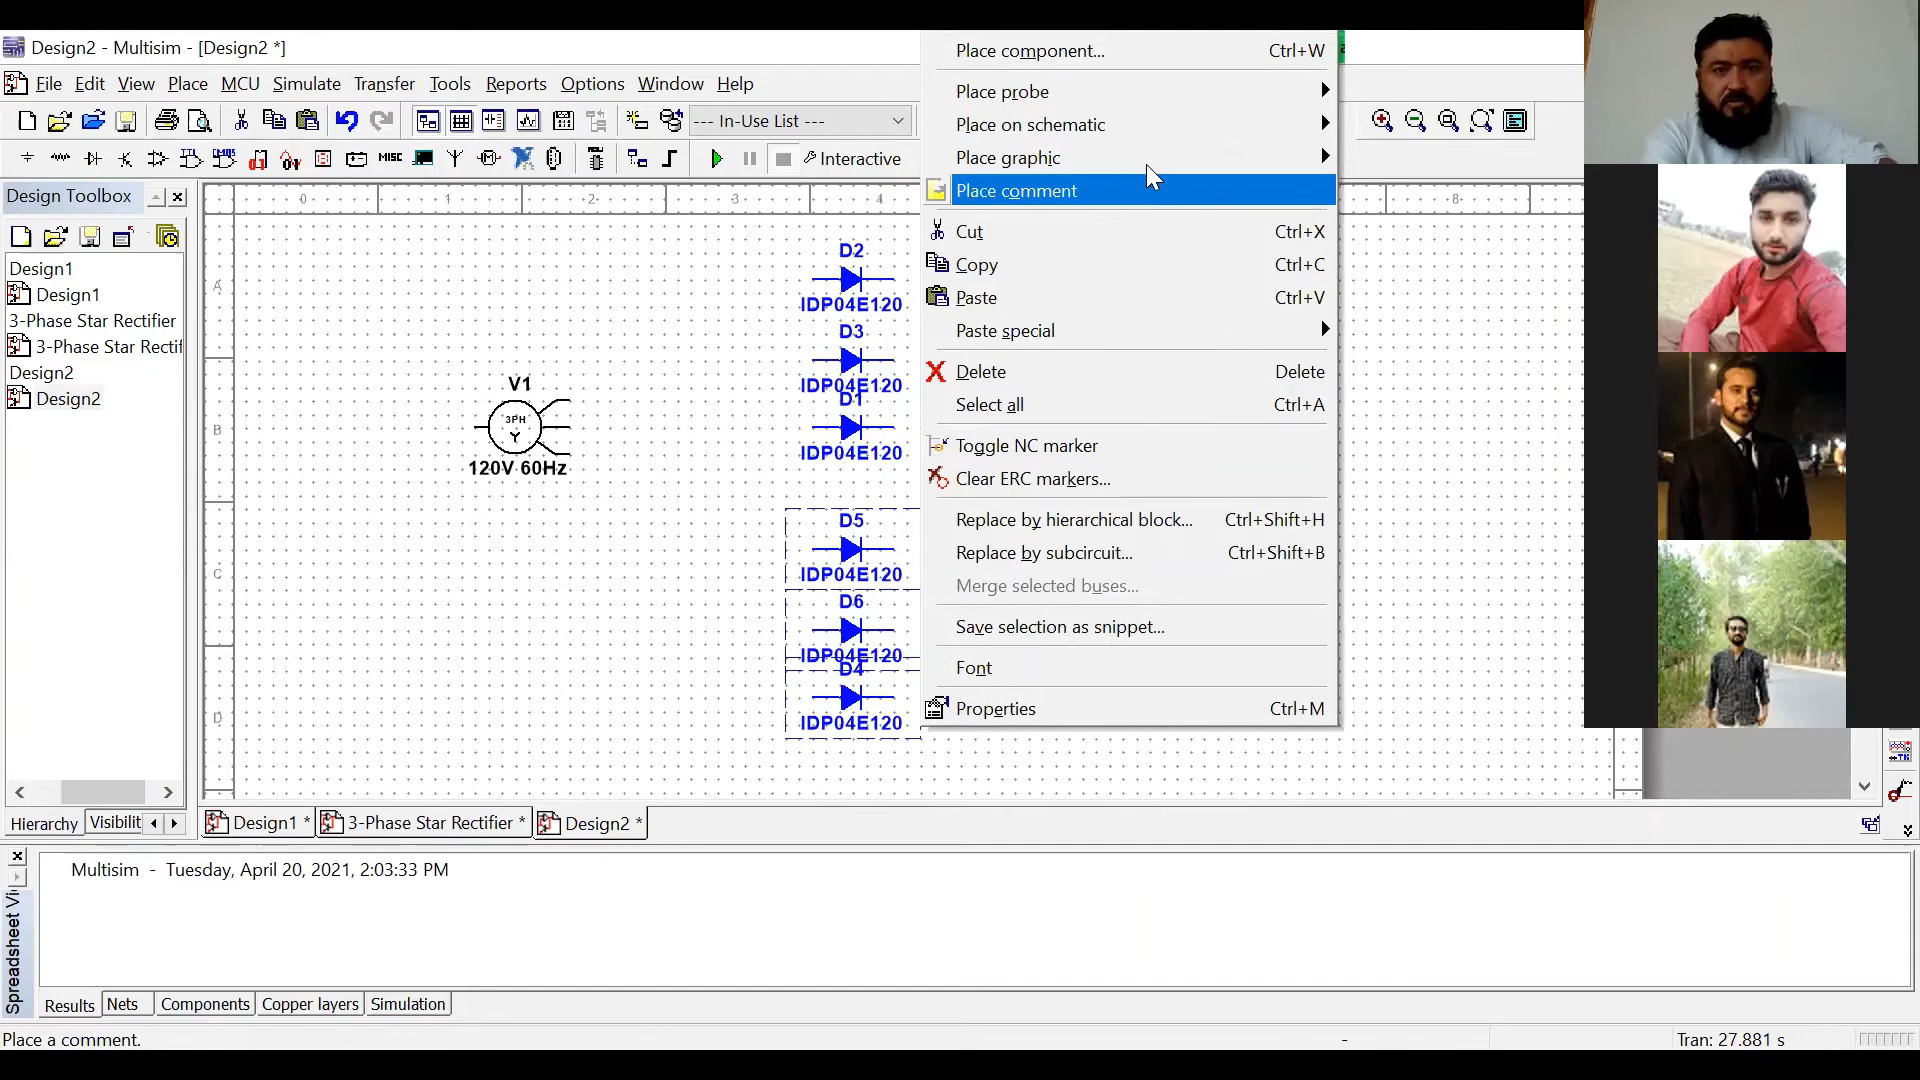 Design2 - Multisim - [Design2 *]
File Edit View Place MCU Simulate Transfer Tools Reports Options Window Help
--- In-Use List ---
MISC
Interactive
Design Toolbox
Design1
Design1
3-Phase Star Rectifier
3-Phase Star Rectif
Design2
Design2
Hierarchy Visibilit
0 1 2 3 4 8
A
B
C
D
V1
3PH
Y
120V 60Hz
D2
IDP04E120
D3
IDP04E120
D1
IDP04E120
D5
IDP04E120
D6
IDP04E120
D4
IDP04E120
Place component... Ctrl+W
Place probe
Place on schematic
Place graphic
Place comment
Cut Ctrl+X
Copy Ctrl+C
Paste Ctrl+V
Paste special
Delete Delete
Select all Ctrl+A
Toggle NC marker
Clear ERC markers...
Replace by hierarchical block... Ctrl+Shift+H
Replace by subcircuit... Ctrl+Shift+B
Merge selected buses...
Save selection as snippet...
Font
Properties Ctrl+M
Design1 * 3-Phase Star Rectifier * Design2 *
Multisim - Tuesday, April 20, 2021, 2:03:33 PM
Spreadsheet Vi
Results Nets Components Copper layers Simulation
Place a comment. - Tran: 27.881 s